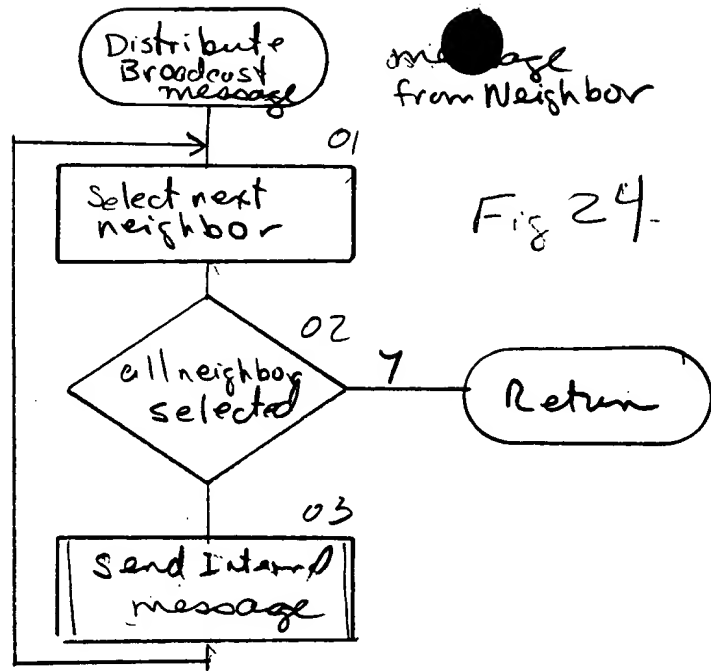 Distribute
Broadcast
message
from Neighbor
01
Select next
neighbor
Fig 24.
02
all neighbor
selected
Y
Return
03
Send Internal
message